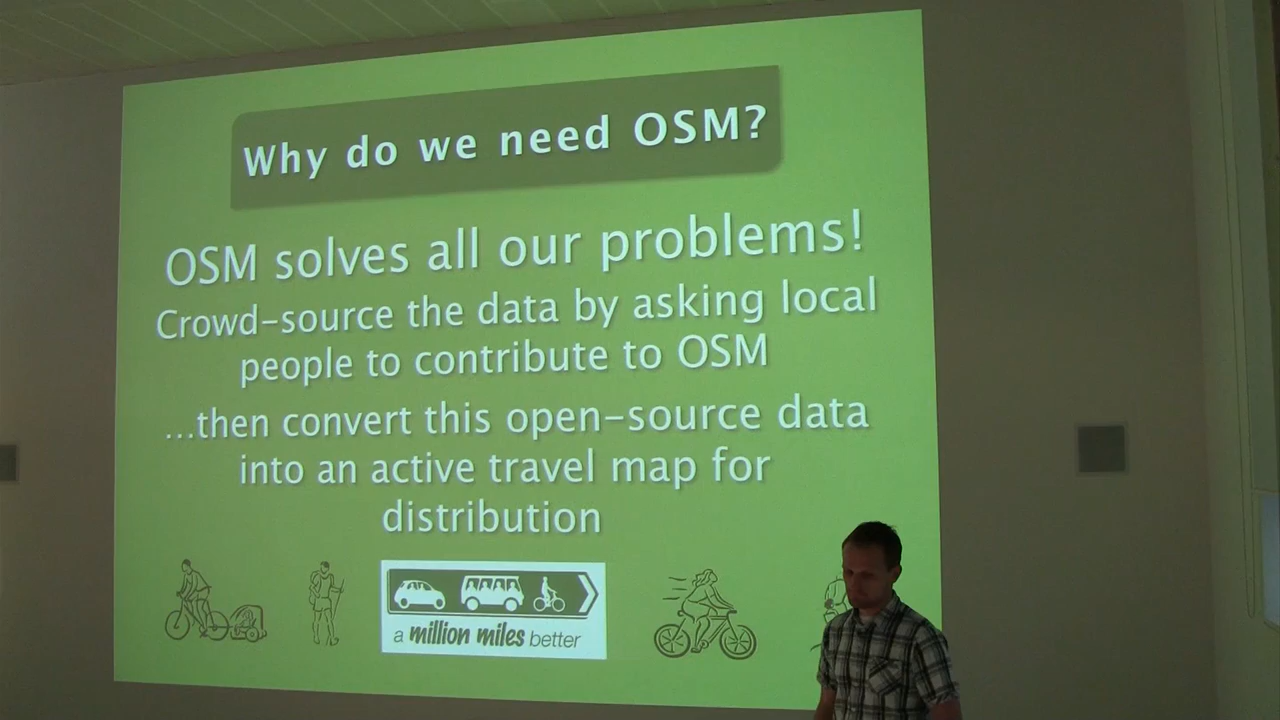 Why do we need OSM?
OSM solves all our problems!
Crowd-source the data by asking local
people to contribute to OSM
...then convert this open-source data
into an active travel map for
distribution
a million miles better